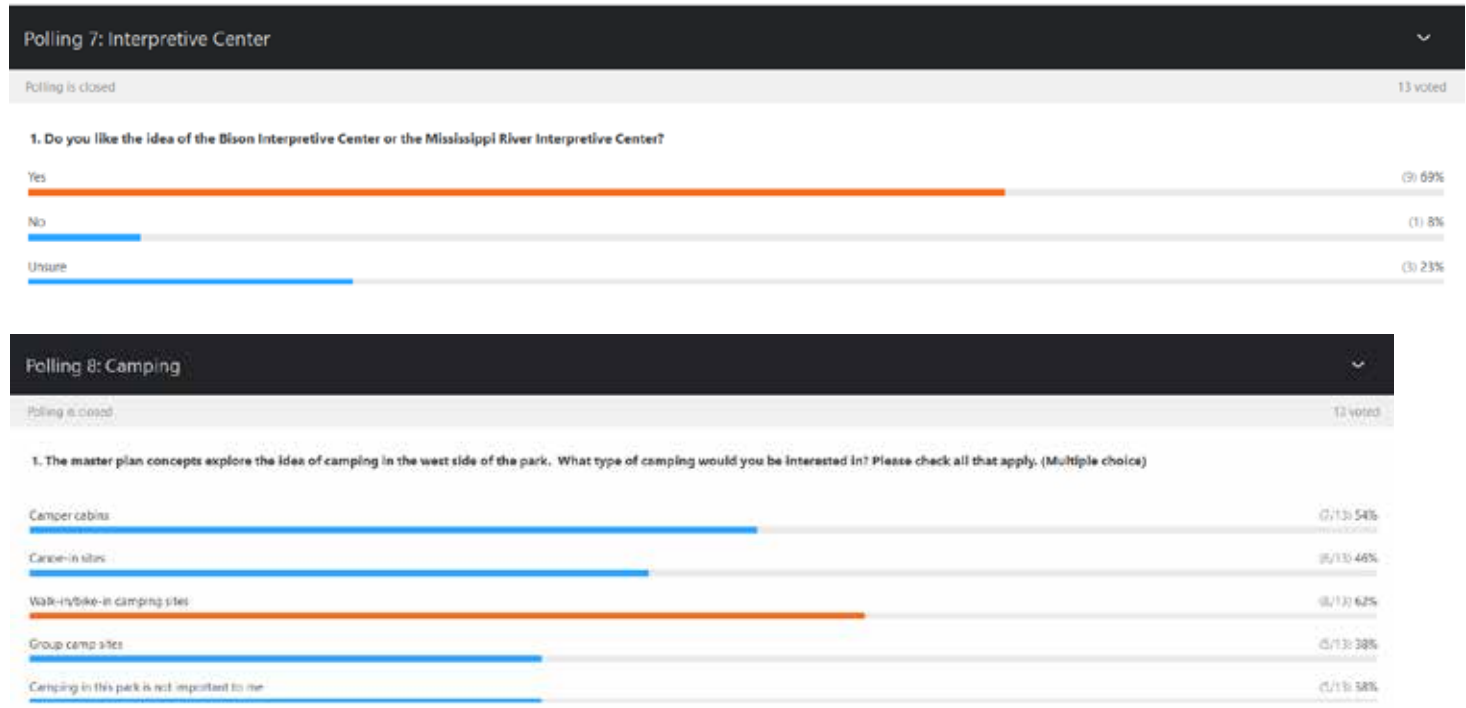 Polling 7: Interpretive Center
Polling is closed 13 voted
1. Do you like the idea of the Bison Interpretive Center or the Mississippi River Interpretive Center?
Yes (9) 69%
No (1) 8%
Unsure (3) 23%
Polling 8: Camping
Polling is closed 13 voted
1. The master plan concepts explore the idea of camping in the west side of the park. What type of camping would you be interested in? Please check all that apply. (Multiple choice)
Camper cabins (7/13) 54%
Canoe-in sites (6/13) 46%
Walk-in/bike-in camping sites (8/13) 62%
Group camp sites (5/13) 38%
Camping in this park is not important to me (5/13) 38%